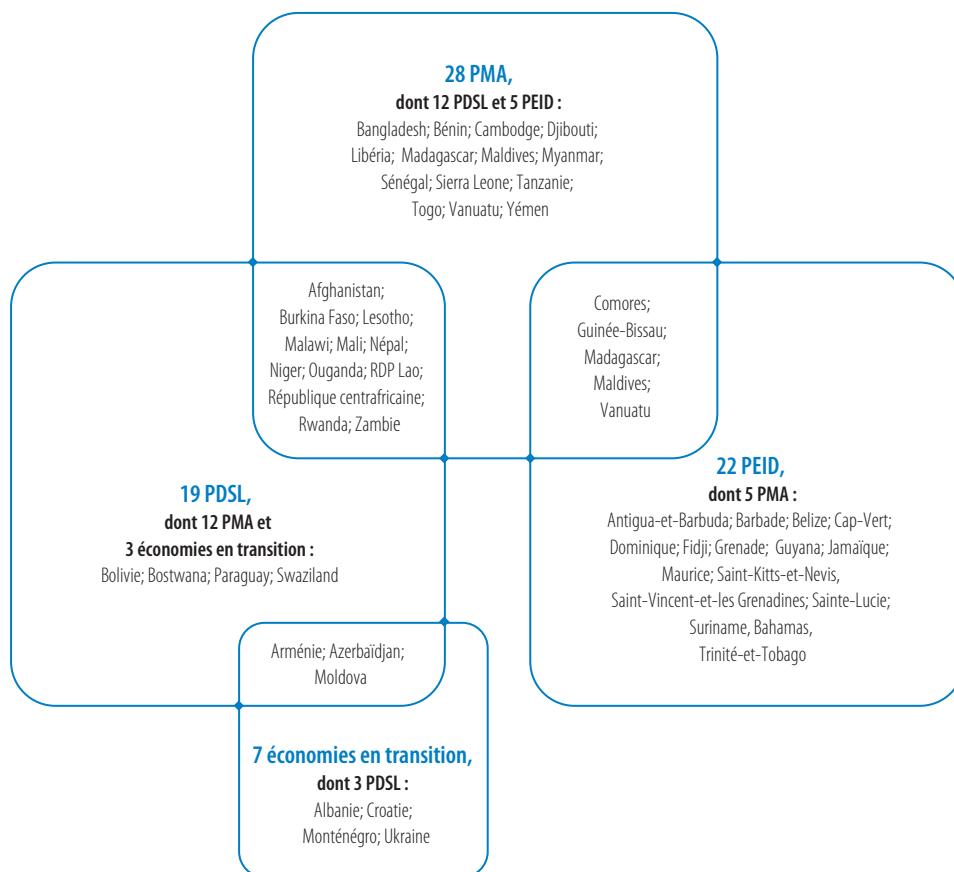 28 PMA,
dont 12 PDSL et 5 PEID :
Bangladesh; Bénin; Cambodge; Djibouti;
Libéria; Madagascar; Maldives; Myanmar;
Sénégal; Sierra Leone; Tanzanie;
Togo; Vanuatu; Yémen
Afghanistan;
Burkina Faso; Lesotho;
Malawi; Mali; Népal;
Niger; Ouganda; RDP Lao;
République centrafricaine;
Rwanda; Zambie
Comores;
Guinée-Bissau;
Madagascar;
Maldives;
Vanuatu
19 PDSL,
dont 12 PMA et
3 économies en transition :
Bolivie; Bostwana; Paraguay; Swaziland
22 PEID,
dont 5 PMA :
Antigua-et-Barbuda; Barbade; Belize; Cap-Vert;
Dominique; Fidji; Grenade; Guyana; Jamaïque;
Maurice; Saint-Kitts-et-Nevis,
Saint-Vincent-et-les Grenadines; Sainte-Lucie;
Suriname, Bahamas,
Trinité-et-Tobago
Arménie; Azerbaïdjan;
Moldova
7 économies en transition,
dont 3 PDSL :
Albanie; Croatie;
Monténégro; Ukraine